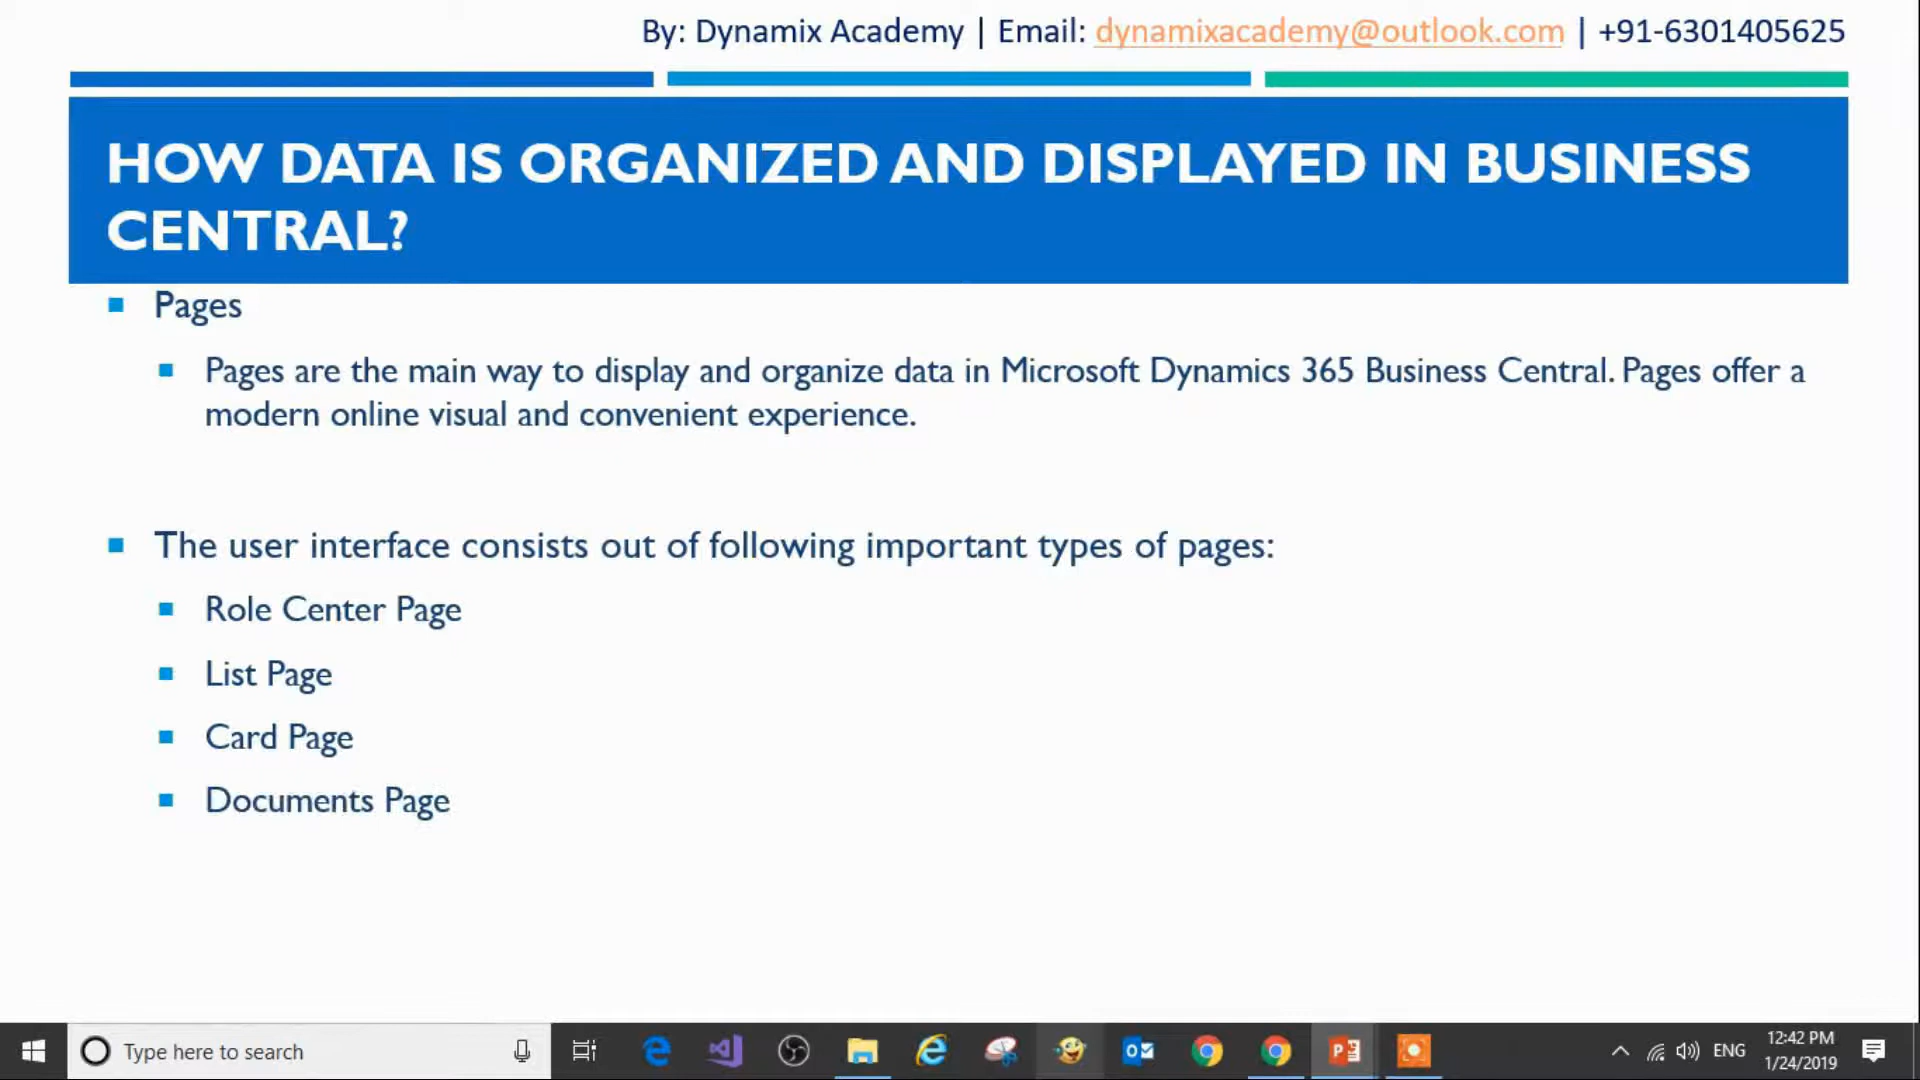 By: Dynamix Academy | Email: dynamixacademy@outlook.com | +91-6301405625
HOW DATA IS ORGANIZED AND DISPLAYED IN BUSINESS
CENTRAL?
Pages
Pages are the main way to display and organize data in Microsoft Dynamics 365 Business Central. Pages offer a
modern online visual and convenient experience.
The user interface consists out of following important types of pages:
Role Center Page
List Page
Card Page
Documents Page
Type here to search
ENG
12:42 PM
1/24/2019